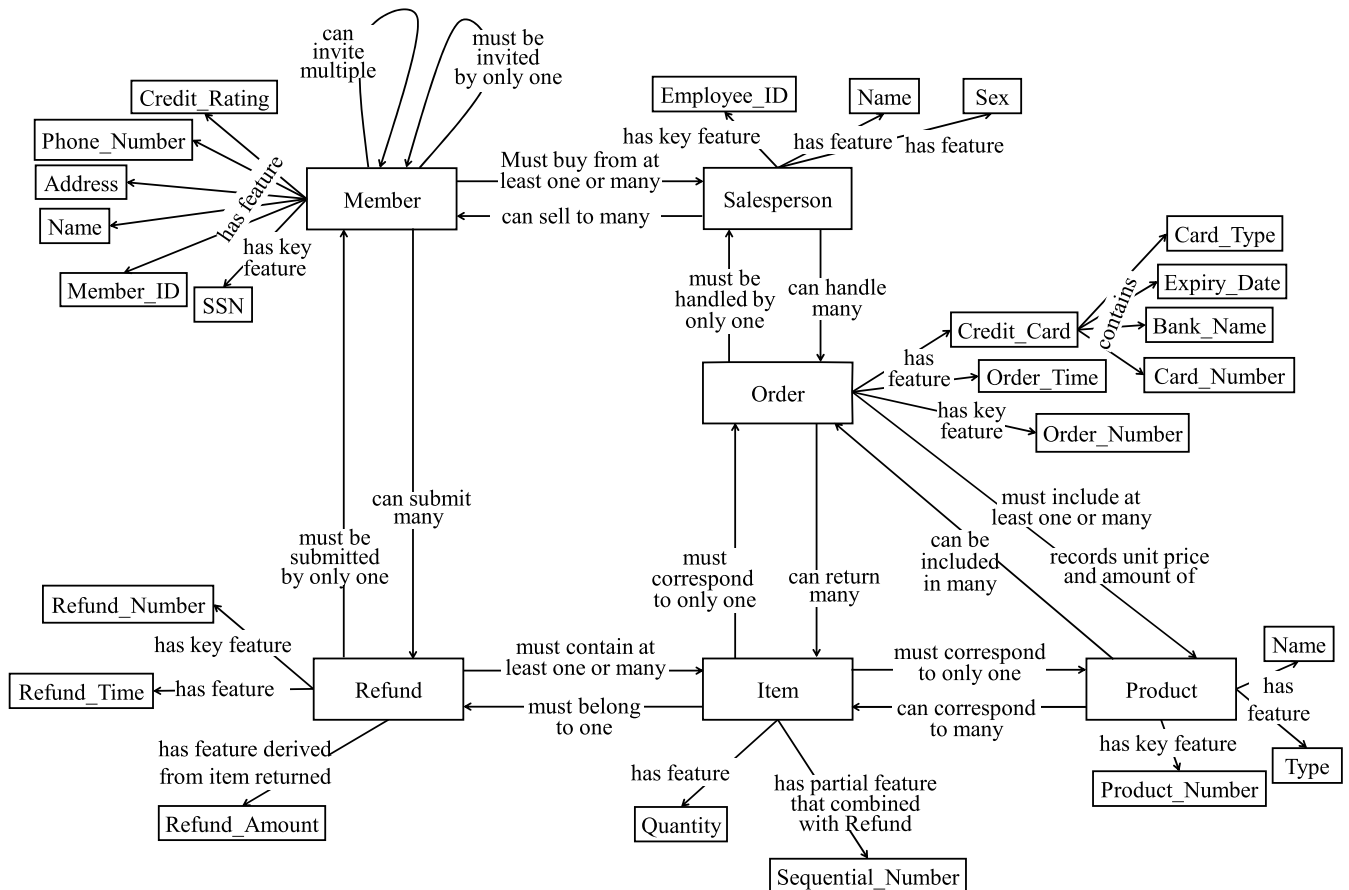 can
invite
multiple
must be
invited
by only one
Credit_Rating
Phone_Number
Address
Name
Member_ID
SSN
has feature
has key
feature
Member
Must buy from at
least one or many
can sell to many
Employee_ID
Name
Sex
has key feature
has feature
has feature
Salesperson
must be
handled by
only one
can handle
many
Card_Type
Expiry_Date
Bank_Name
Card_Number
contains
Credit_Card
has
feature
Order_Time
has key
feature
Order_Number
Order
must include at
least one or many
records unit price
and amount of
can be
included
in many
can submit
many
must be
submitted
by only one
must
correspond
to only one
can return
many
Refund_Number
has key feature
Refund_Time
has feature
Refund
has feature derived
from item returned
Refund_Amount
must contain at
least one or many
must belong
to one
Item
must correspond
to only one
can correspond
to many
has feature
Quantity
has partial feature
that combined
with Refund
Sequential_Number
Product
Name
has
feature
Type
has key feature
Product_Number